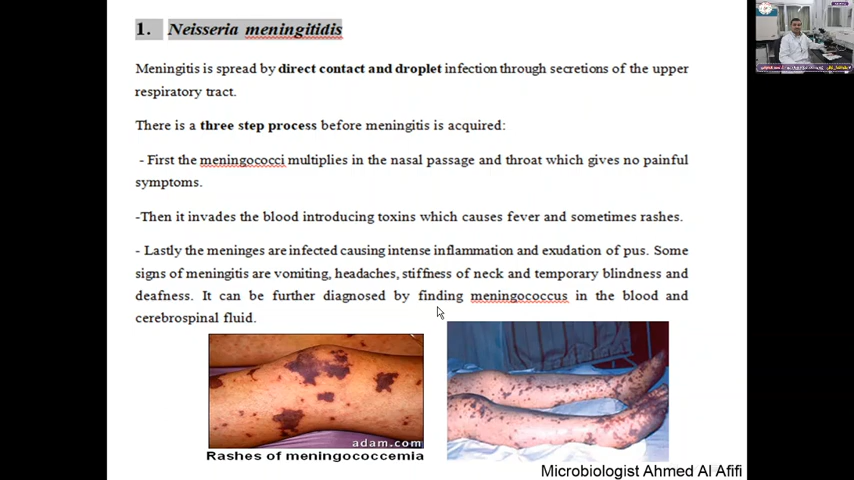 1. Neisseria meningitidis
Meningitis is spread by direct contact and droplet infection through secretions of the upper
respiratory tract.
There is a three step process before meningitis is acquired:
- First the meningococci multiplies in the nasal passage and throat which gives no painful
symptoms.
-Then it invades the blood introducing toxins which causes fever and sometimes rashes.
- Lastly the meninges are infected causing intense inflammation and exudation of pus. Some
signs of meningitis are vomiting, headaches, stiffness of neck and temporary blindness and
deafness. It can be further diagnosed by finding meningococcus in the blood and
cerebrospinal fluid.
adam.com
Rashes of meningococcemia
Microbiologist Ahmed Al Afifi